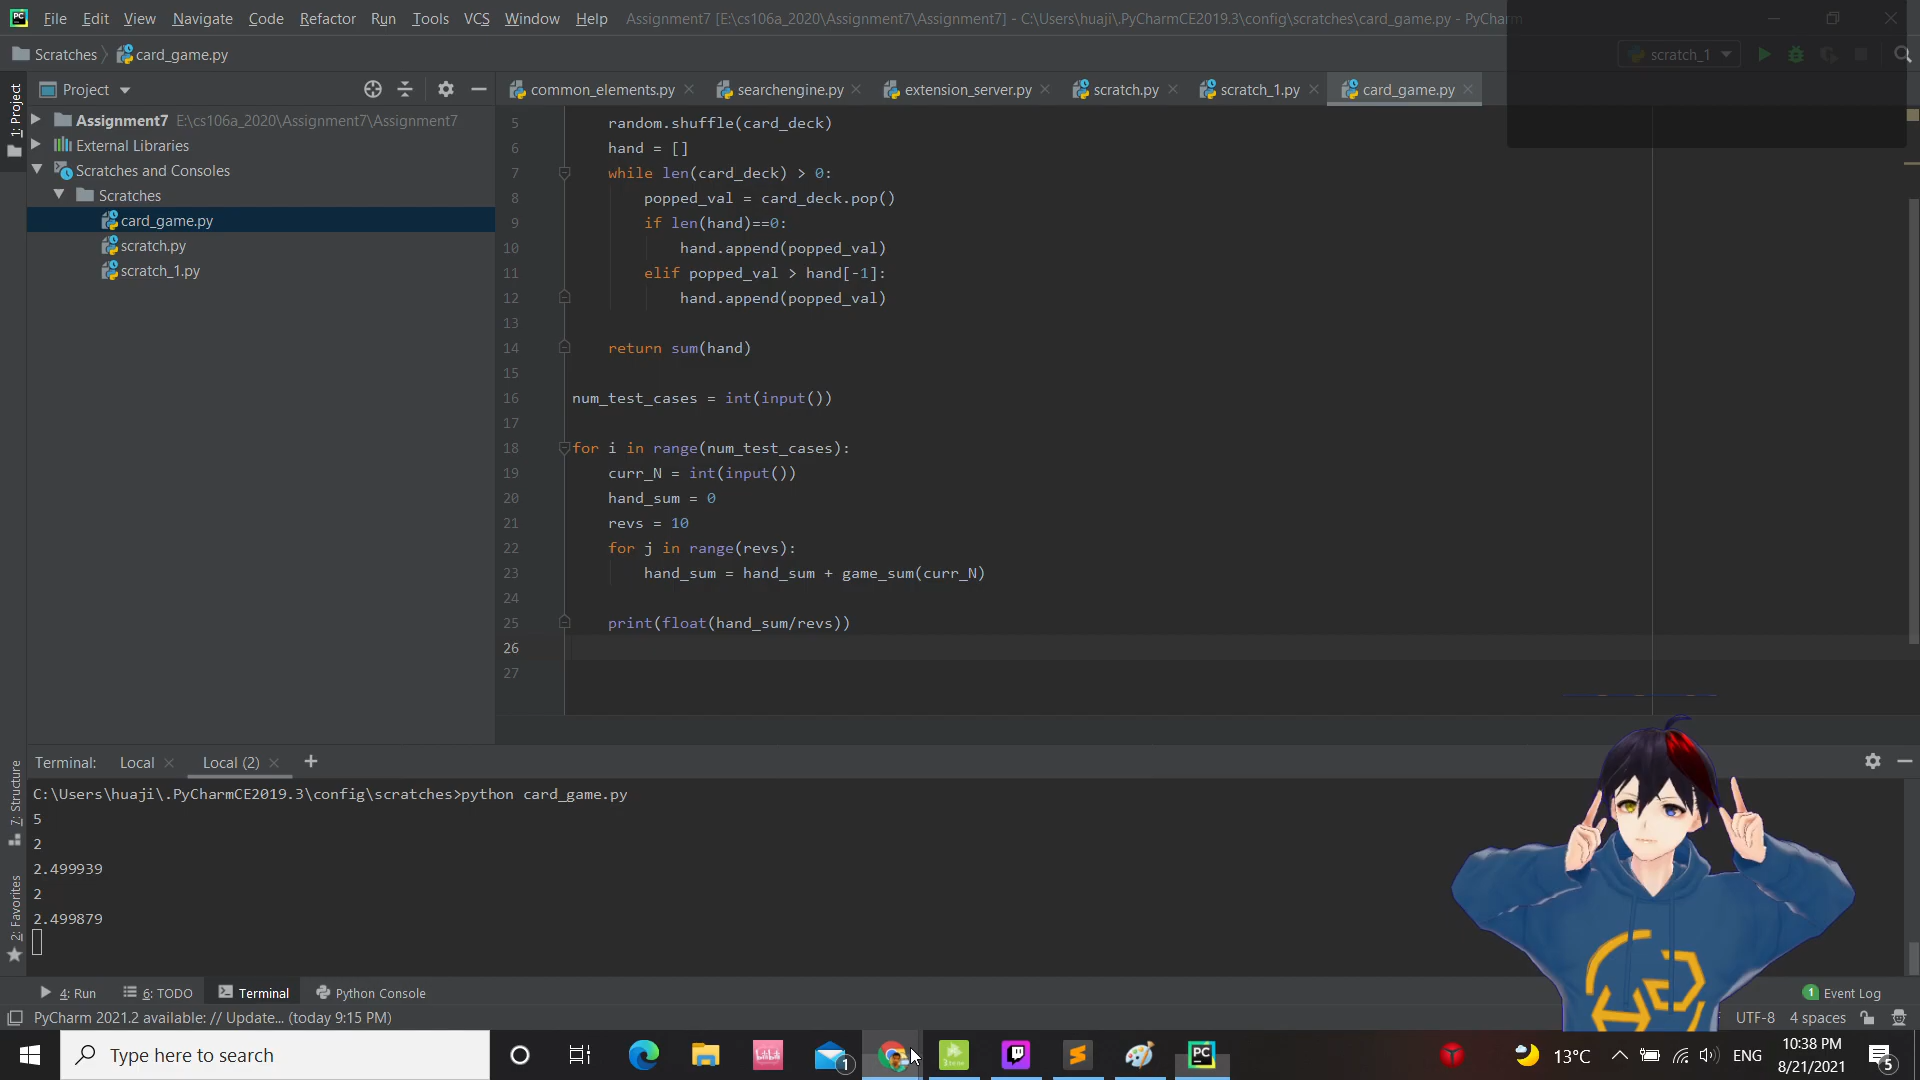 File Edit View Navigate Code Refactor Run Tools VCS Window Help Assignment7 [E:\cs106a_2020\Assignment7\Assignment7] - C:\Users\huaji\.PyCharmCE2019.3\config\scratches\card_game.py - PyCharm
Scratches card_game.py
scratch_1
1: Project
Project
common_elements.py searchengine.py extension_server.py scratch.py scratch_1.py card_game.py
Assignment7 E:\cs106a_2020\Assignment7\Assignment7
External Libraries
Scratches and Consoles
Scratches
card_game.py
scratch.py
scratch_1.py
5 random.shuffle(card_deck)
6 hand = []
7 while len(card_deck) > 0:
8 popped_val = card_deck.pop()
9 if len(hand)==0:
10 hand.append(popped_val)
11 elif popped_val > hand[-1]:
12 hand.append(popped_val)
13
14 return sum(hand)
15
16 num_test_cases = int(input())
17
18 for i in range(num_test_cases):
19 curr_N = int(input())
20 hand_sum = 0
21 revs = 10
22 for j in range(revs):
23 hand_sum = hand_sum + game_sum(curr_N)
24
25 print(float(hand_sum/revs))
26
27
7: Structure
2: Favorites
Terminal: Local Local (2) +
C:\Users\huaji\.PyCharmCE2019.3\config\scratches>python card_game.py
5
2
2.499939
2
2.499879
4: Run 6: TODO Terminal Python Console
1 Event Log
PyCharm 2021.2 available: // Update... (today 9:15 PM)
UTF-8 4 spaces
Type here to search
1
13°C ENG
10:38 PM
8/21/2021
5